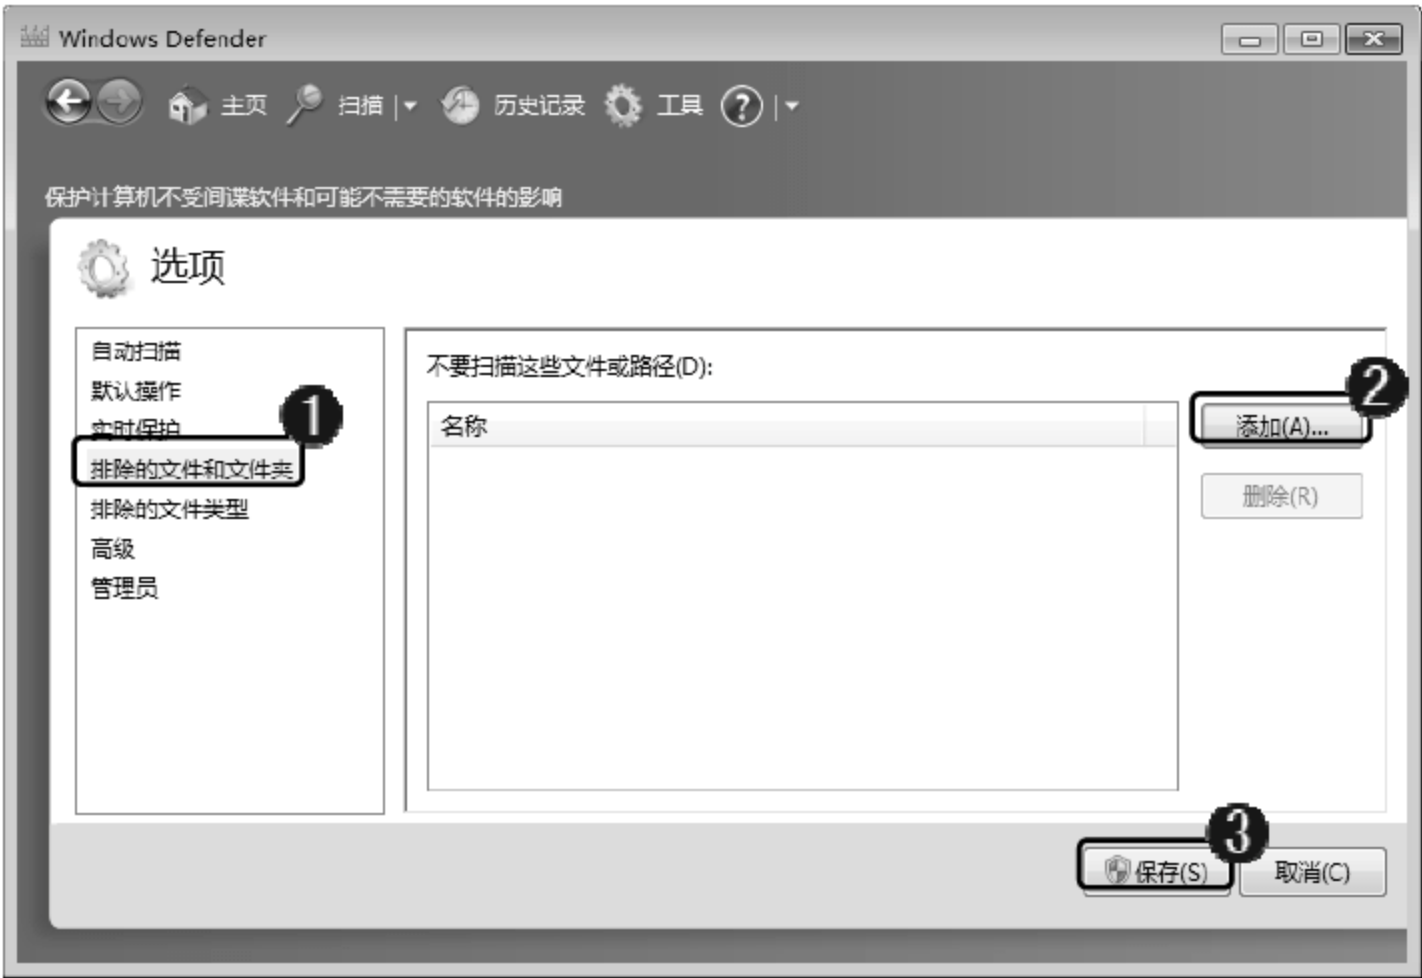 Windows Defender
主页 扫描 历史记录 工具 ?
保护计算机不受间谍软件和可能不需要的软件的影响
选项
自动扫描
默认操作
实时保护
1
排除的文件和文件夹
排除的文件类型
高级
管理员
不要扫描这些文件或路径(D):
名称
2
添加(A)...
删除(R)
3
保存(S)
取消(C)